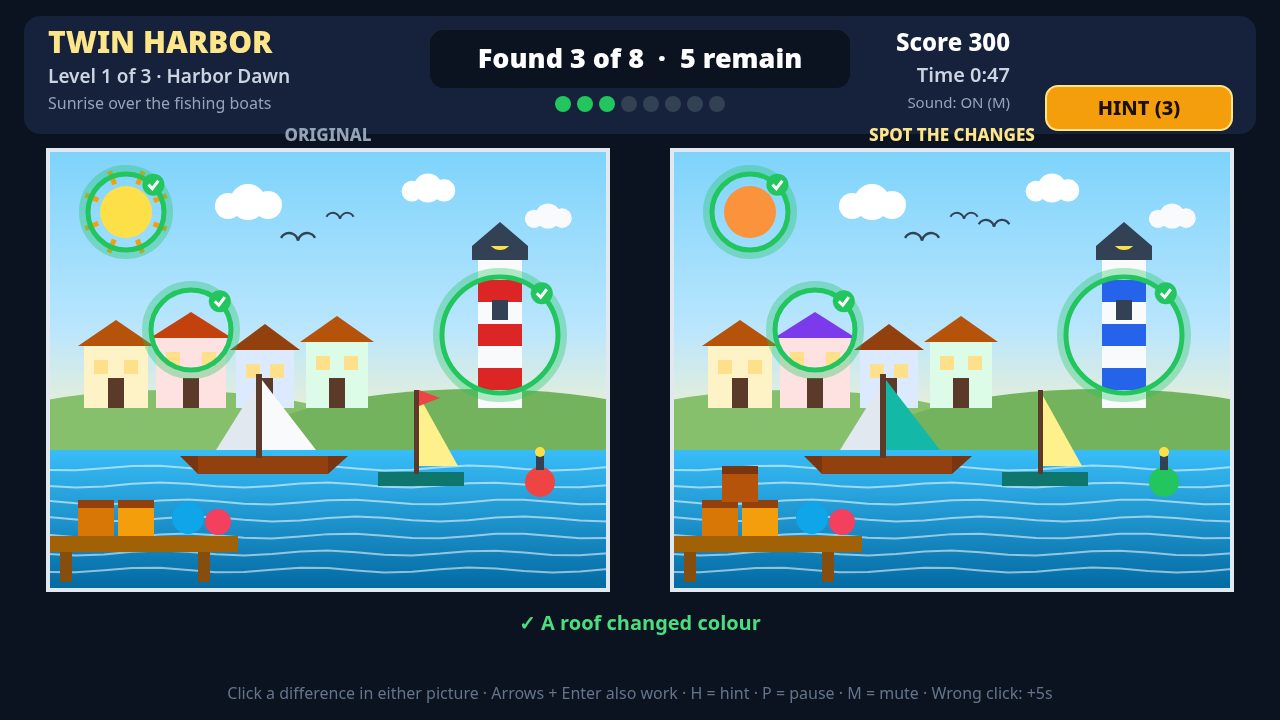 TWIN HARBOR
Level 1 of 3 · Harbor Dawn
Sunrise over the fishing boats
Found 3 of 8 · 5 remain
Score 300
Time 0:47
Sound: ON (M)
HINT (3)
ORIGINAL
SPOT THE CHANGES
✓ A roof changed colour
Click a difference in either picture · Arrows + Enter also work · H = hint · P = pause · M = mute · Wrong click: +5s